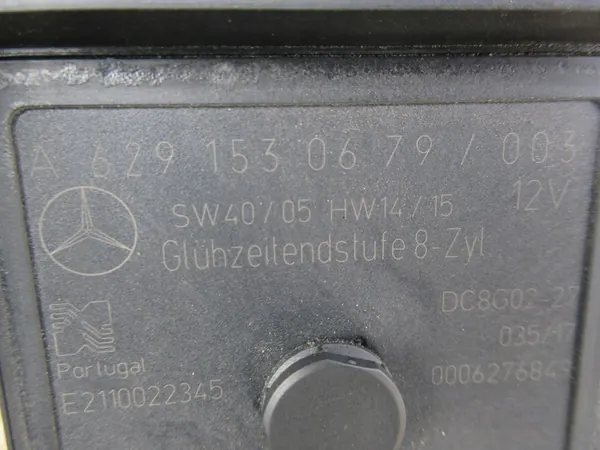 A 629 153 06 79 / 003
SW40/05 HW14/15 12V
Glühzeitendstufe 8-Zyl.
DC8G02-27
035/17
Portugal
E2110022345